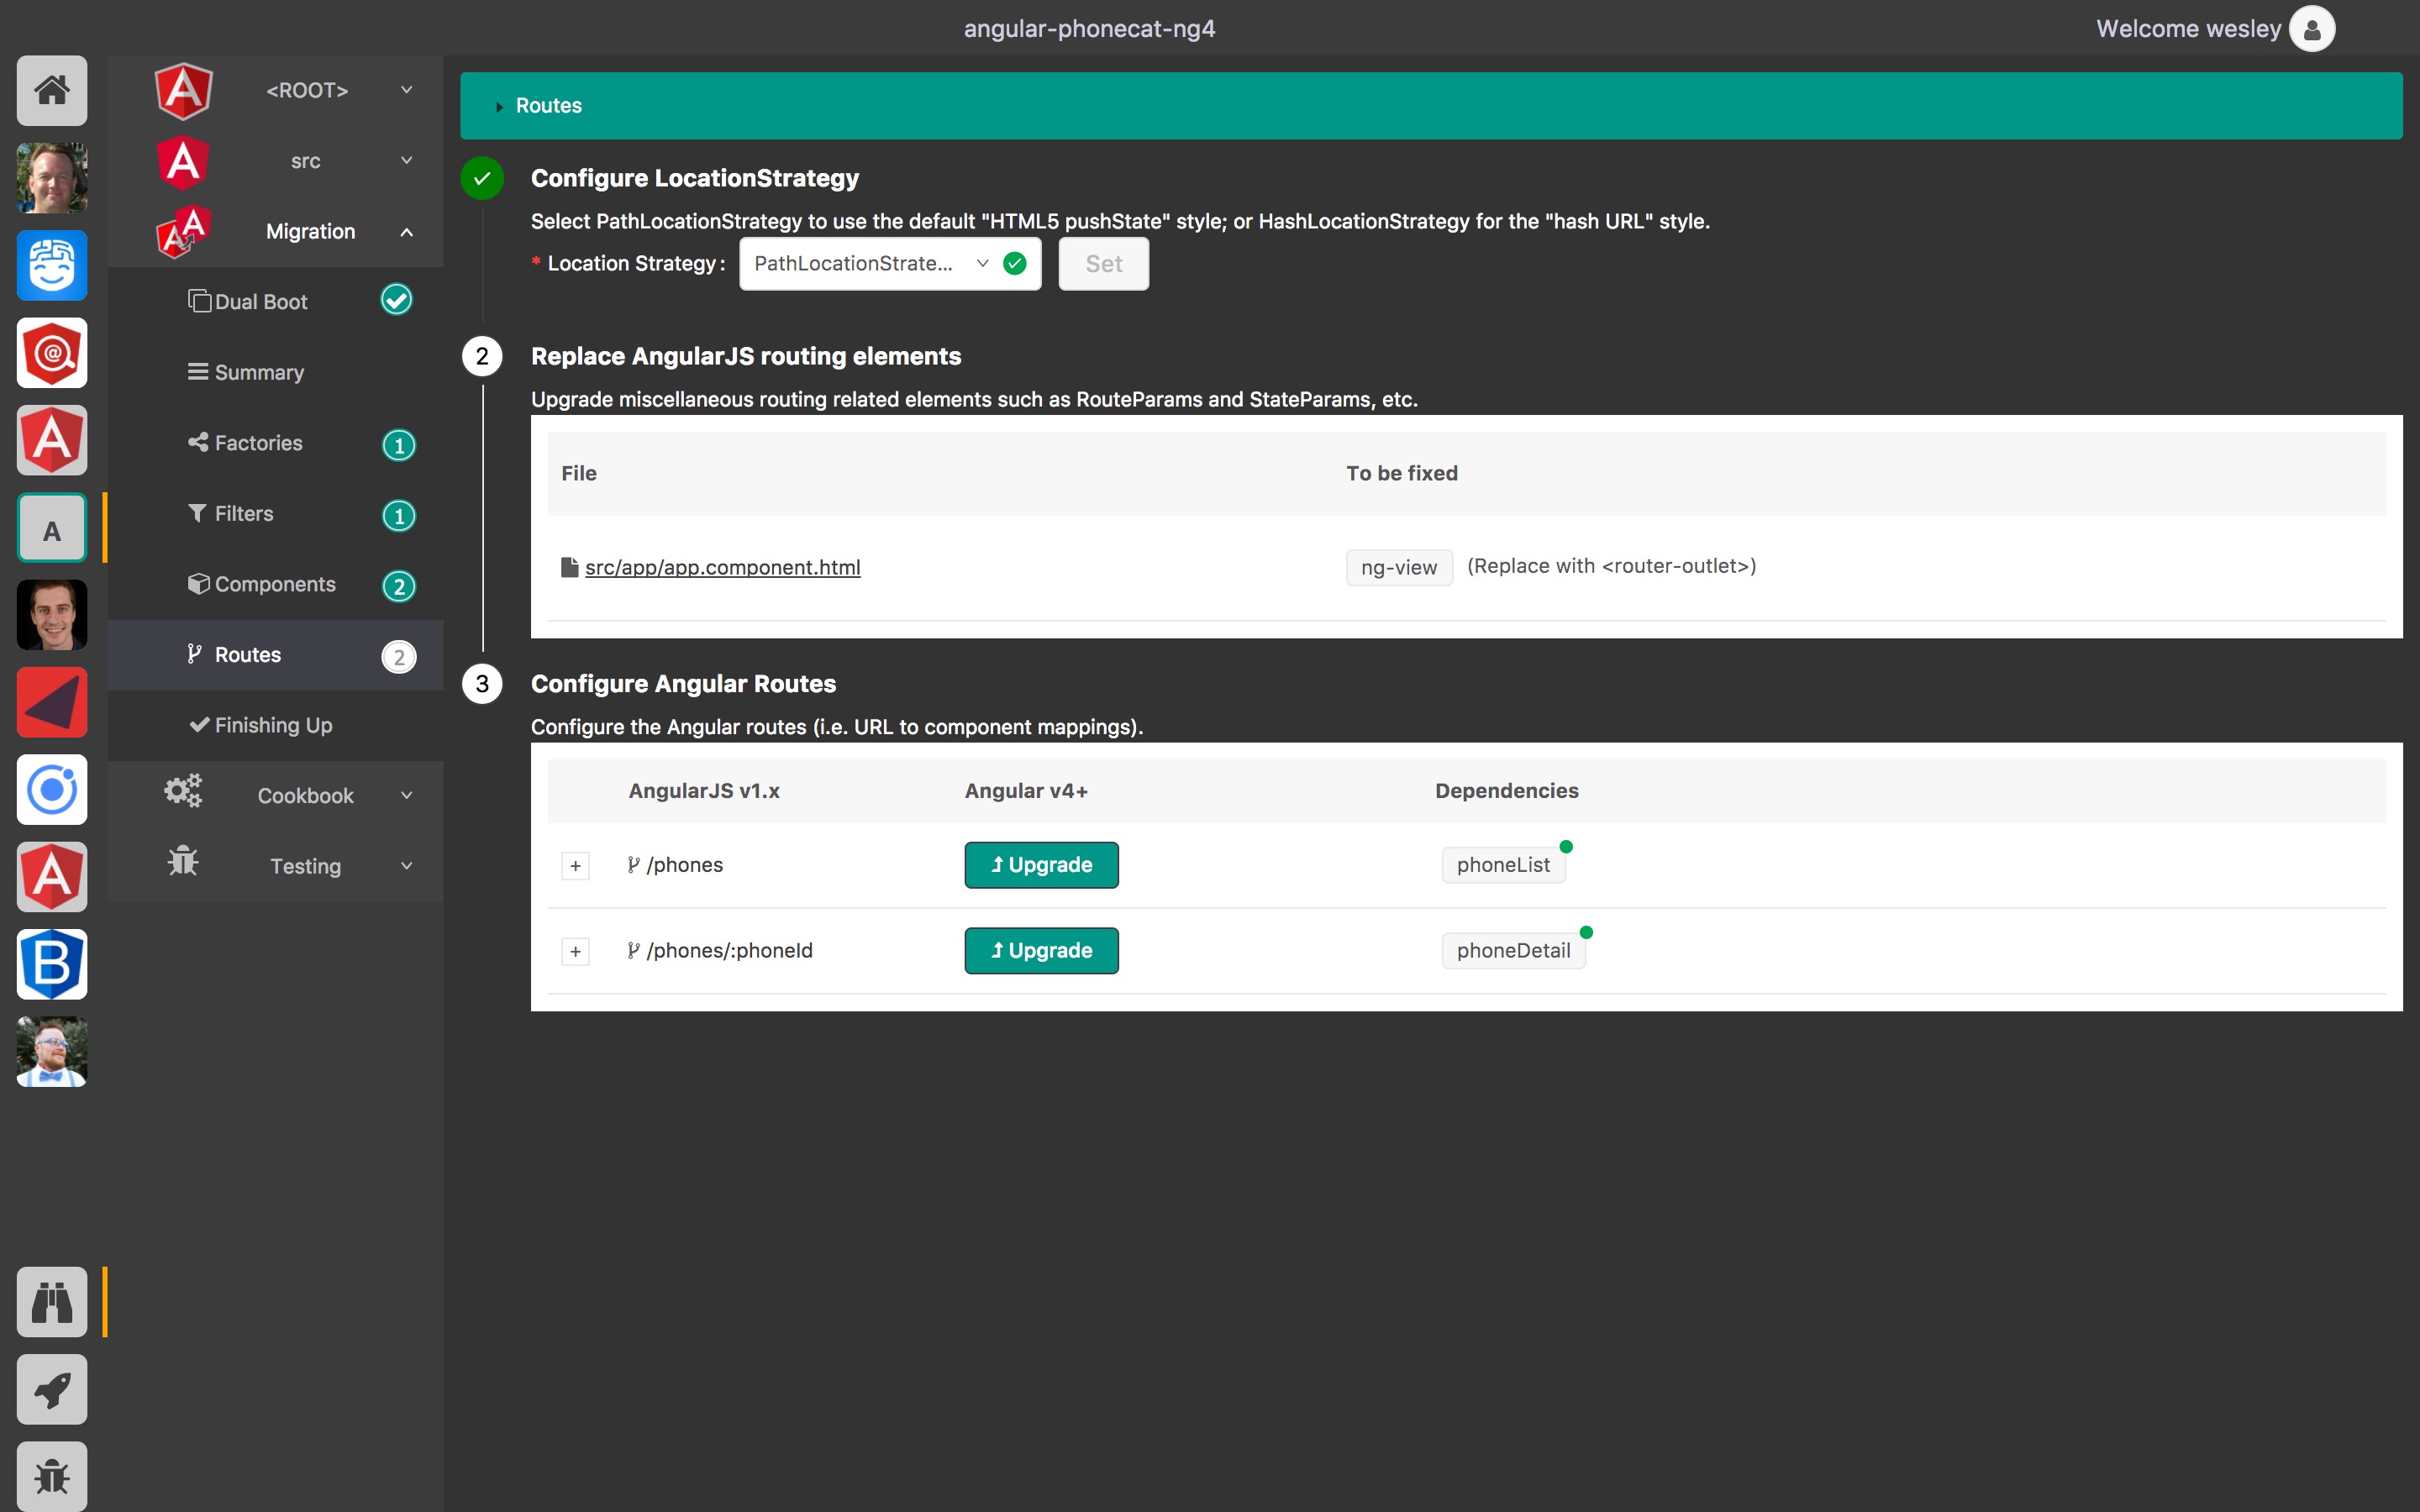 angular-phonecat-ng4
Welcome wesley
<ROOT>
src
Migration
Dual Boot
Summary
Factories 1
Filters 1
Components 2
Routes 2
Finishing Up
Cookbook
Testing
A
Routes
Configure LocationStrategy
Select PathLocationStrategy to use the default "HTML5 pushState" style; or HashLocationStrategy for the "hash URL" style.
* Location Strategy : PathLocationStrate... Set
2 Replace AngularJS routing elements
Upgrade miscellaneous routing related elements such as RouteParams and StateParams, etc.
File To be fixed
src/app/app.component.html ng-view (Replace with <router-outlet>)
3 Configure Angular Routes
Configure the Angular routes (i.e. URL to component mappings).
AngularJS v1.x Angular v4+ Dependencies
+ /phones Upgrade phoneList
+ /phones/:phoneId Upgrade phoneDetail